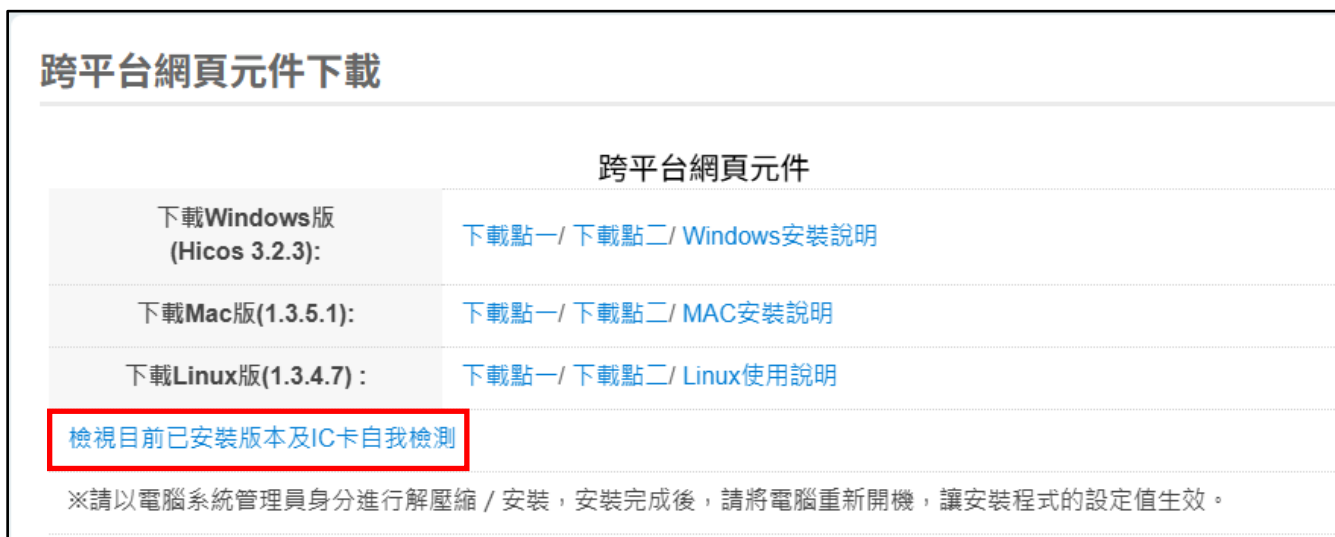 跨平台網頁元件下載
跨平台網頁元件
下載Windows版
(Hicos 3.2.3):
下載點一/ 下載點二/ Windows安裝說明
下載Mac版(1.3.5.1):
下載點一/ 下載點二/ MAC安裝說明
下載Linux版(1.3.4.7) :
下載點一/ 下載點二/ Linux使用說明
檢視目前已安裝版本及IC卡自我檢測
※請以電腦系統管理員身分進行解壓縮 / 安裝，安裝完成後，請將電腦重新開機，讓安裝程式的設定值生效。